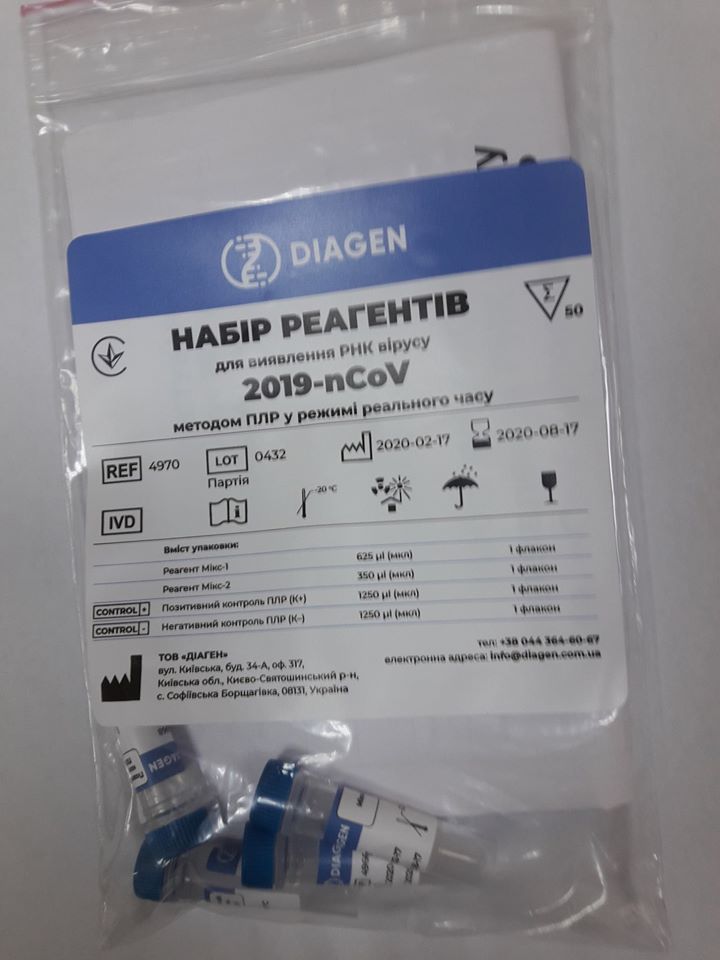 DIAGEN
НАБІР РЕАГЕНТІВ
для виявлення РНК вірусу
2019-nCoV
методом ПЛР у режимі реального часу
Σ 50
REF 4970 LOT 0432 2020-02-17 2020-08-17
Партія
IVD i -20 °C
Вміст упаковки:
Реагент Мікс-1 625 µl (мкл) 1 флакон
Реагент Мікс-2 350 µl (мкл) 1 флакон
CONTROL + Позитивний контроль ПЛР (К+) 1250 µl (мкл) 1 флакон
CONTROL - Негативний контроль ПЛР (К–) 1250 µl (мкл) 1 флакон
тел: +38 044 364-60-67
електронна адреса: info@diagen.com.ua
ТОВ «ДІАГЕН»
вул. Київська, буд. 34-А, оф. 317,
Київська обл., Києво-Святошинський р-н,
с. Софіївська Борщагівка, 08131, Україна
DIAGEN